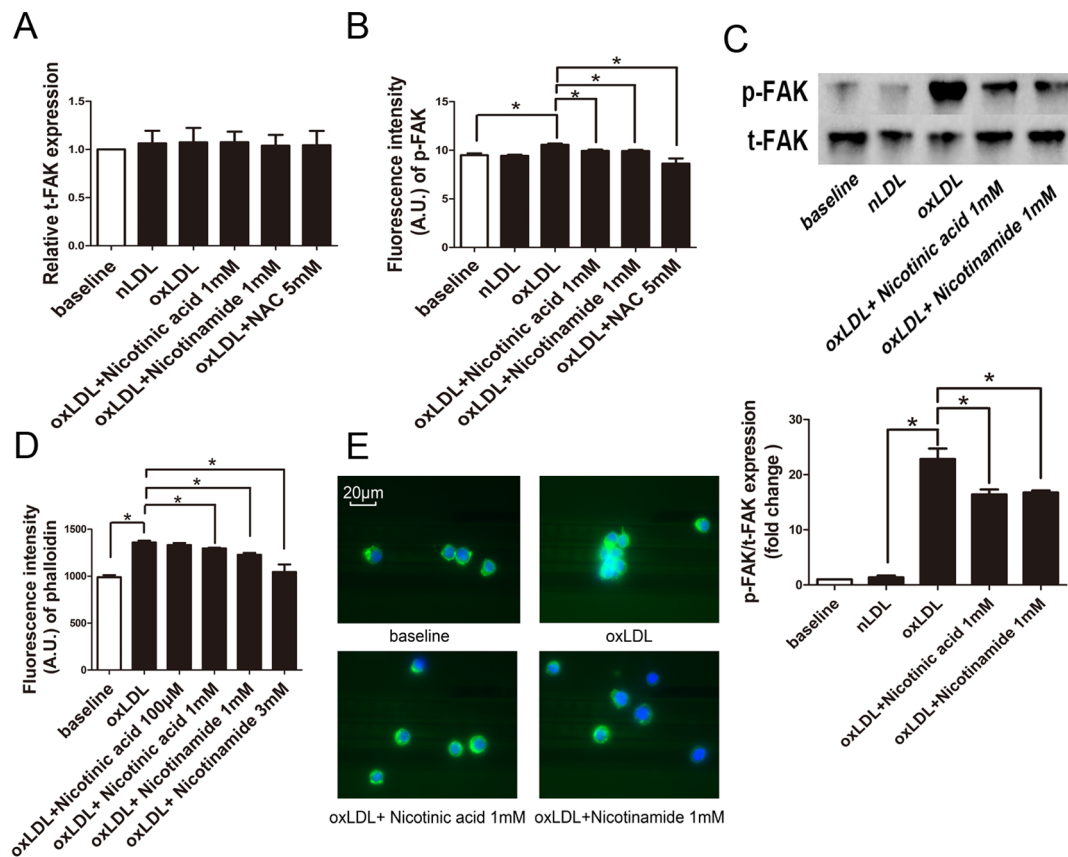 A
Relative t-FAK expression
1.5
1.0
0.5
0.0
baseline
nLDL
oxLDL
oxLDL+Nicotinic acid 1mM
oxLDL+Nicotinamide 1mM
oxLDL+NAC 5mM
B
Fluorescence intensity
(A.U.) of p-FAK
15
10
5
0
*
*
*
*
baseline
nLDL
oxLDL
oxLDL+Nicotinic acid 1mM
oxLDL+Nicotinamide 1mM
oxLDL+NAC 5mM
C
p-FAK
t-FAK
baseline
nLDL
oxLDL
oxLDL+ Nicotinic acid 1mM
oxLDL+ Nicotinamide 1mM
p-FAK/t-FAK expression
(fold change )
30
20
10
0
*
*
*
baseline
nLDL
oxLDL
oxLDL+Nicotinic acid 1mM
oxLDL+Nicotinamide 1mM
D
Fluorescence intensity
(A.U.) of phalloidin
1500
1000
500
0
*
*
*
*
baseline
oxLDL
oxLDL+Nicotinic acid 100μM
oxLDL+ Nicotinic acid 1mM
oxLDL+ Nicotinamide 1mM
oxLDL+ Nicotinamide 3mM
E
20μm
baseline
oxLDL
oxLDL+ Nicotinic acid 1mM
oxLDL+Nicotinamide 1mM